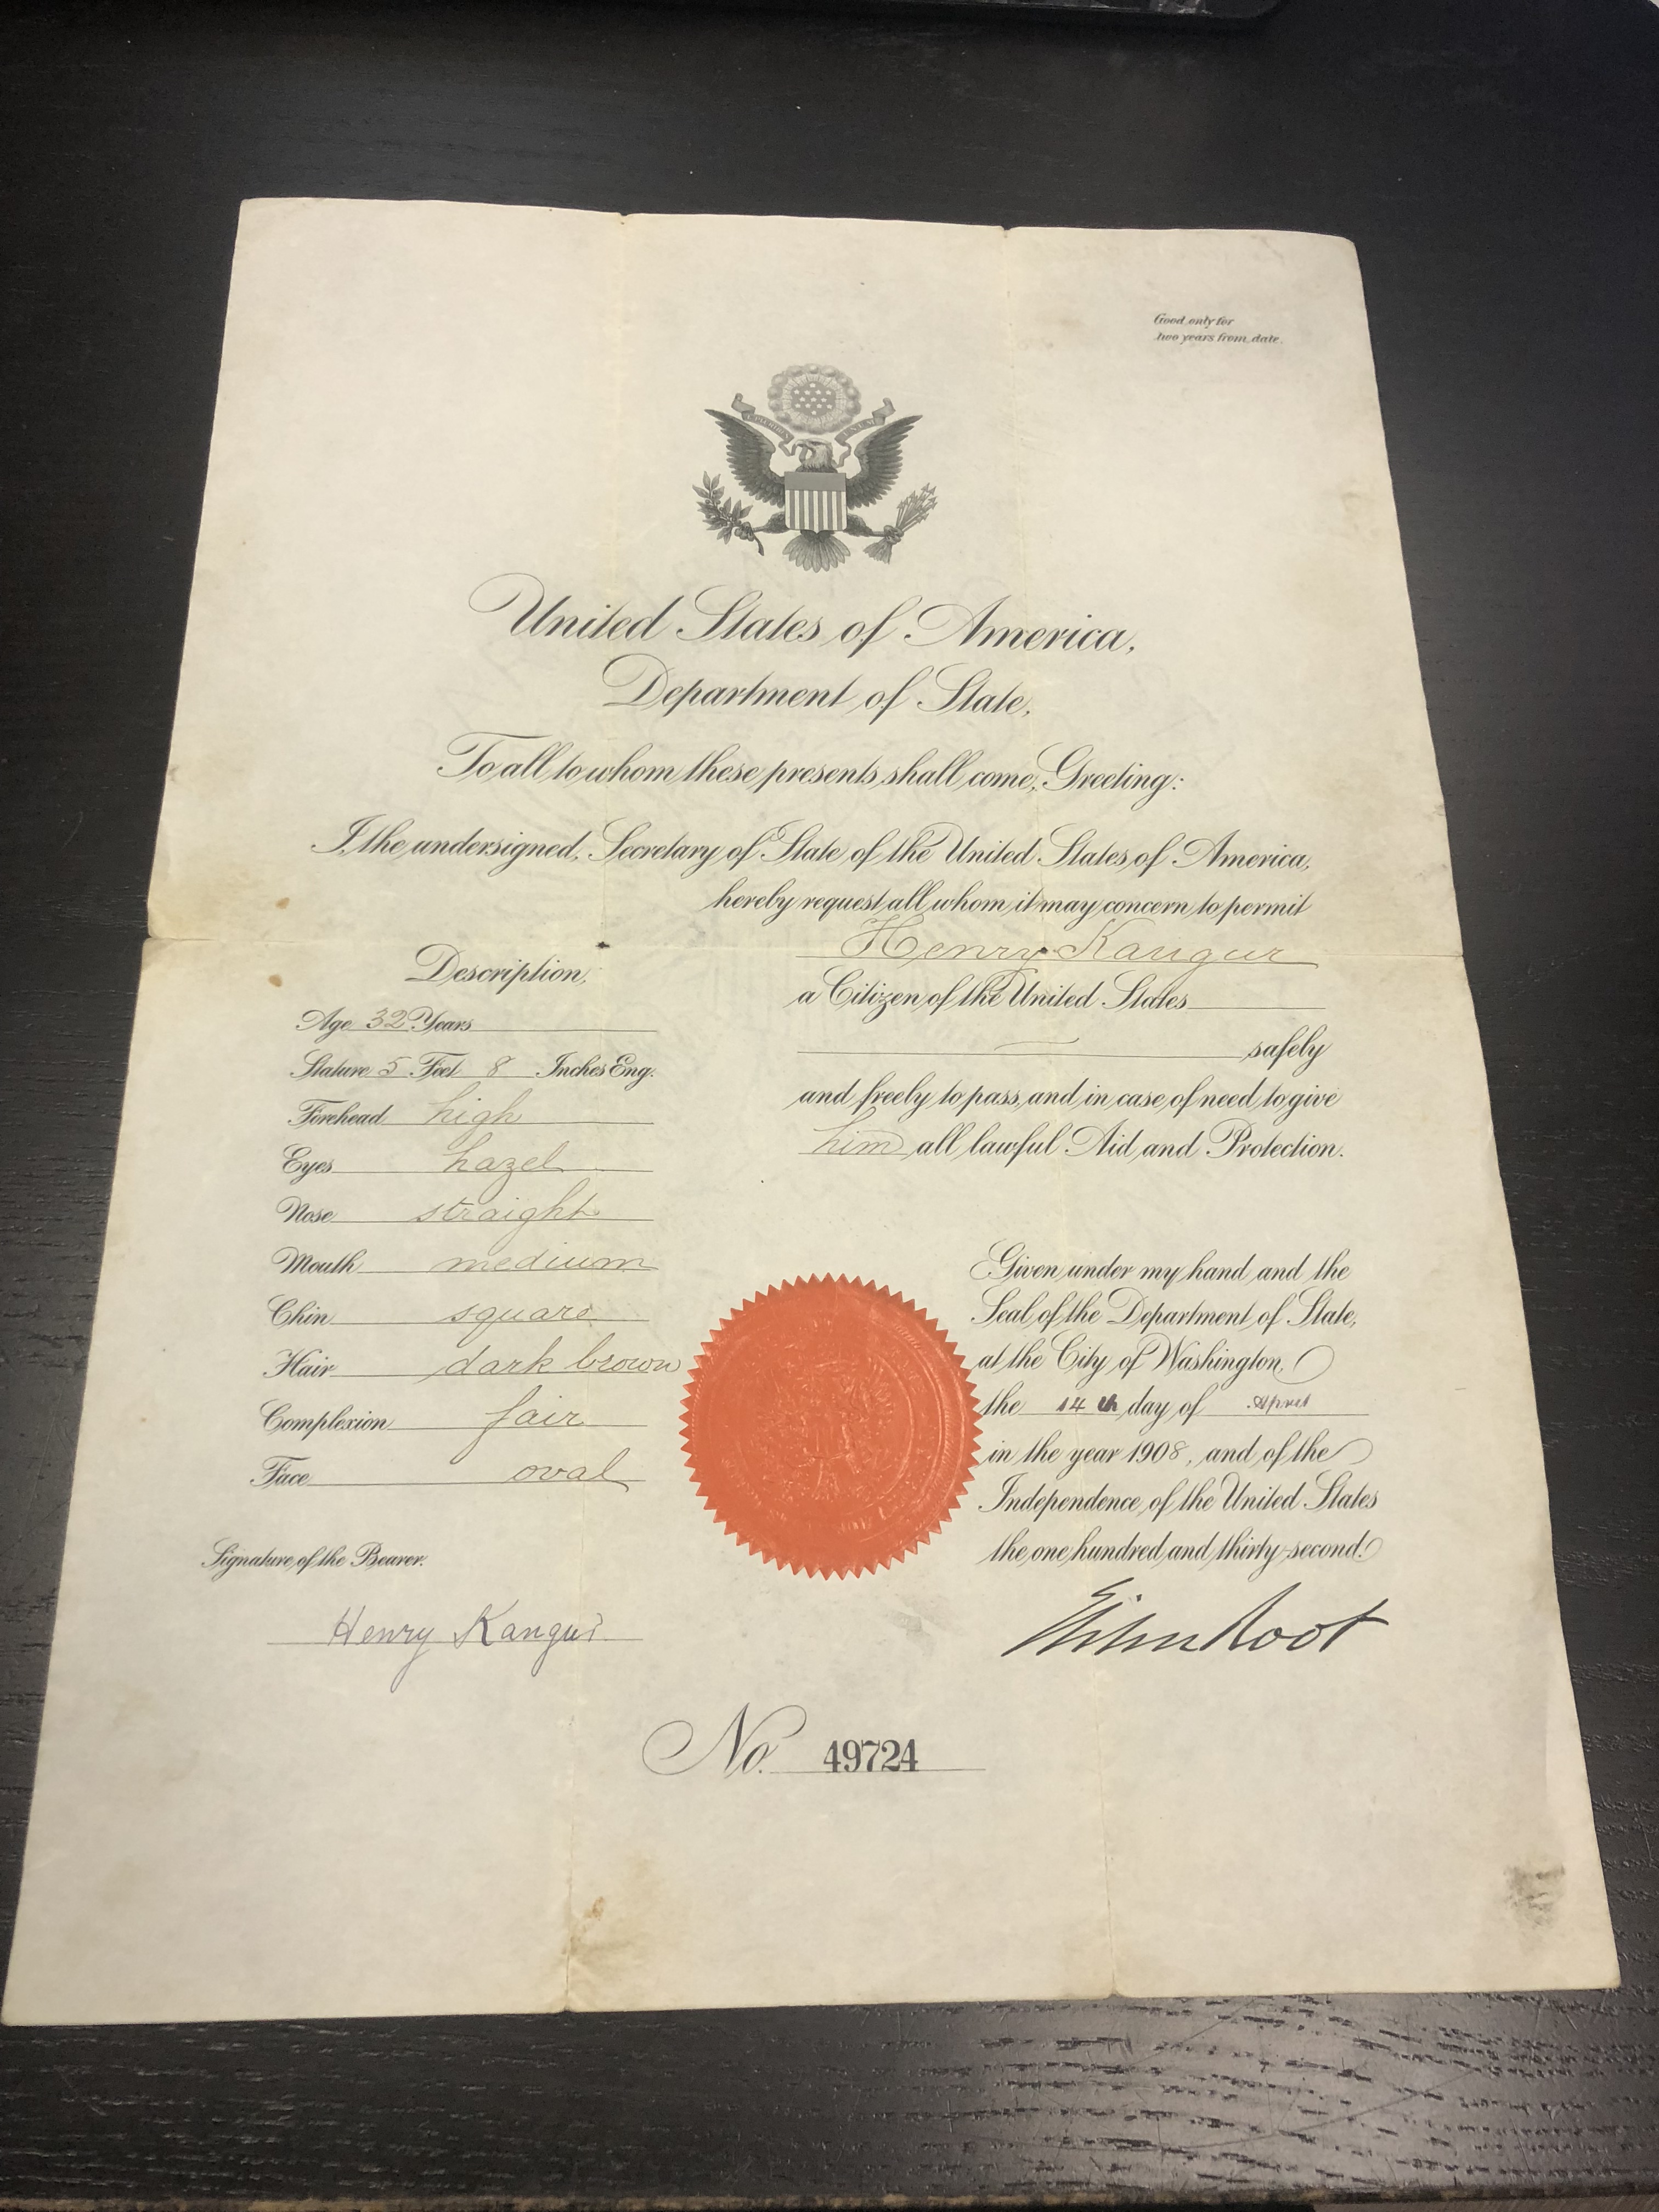 Good only for
two years from date.
E PLURIBUS UNUM
United States of America,
Department of State,
To all to whom these presents shall come, Greeting:
I, the undersigned, Secretary of State of the United States of America,
hereby request all whom it may concern to permit
Henry Kangur
a Citizen of the United States
safely
and freely to pass, and in case of need to give
him all lawful Aid and Protection.
Description,
Age 32 Years
Stature 5 Feet 8 Inches Eng.
Forehead high
Eyes hazel
Nose straight
Mouth medium
Chin square
Hair dark brown
Complexion fair
Face oval
Signature of the Bearer.
Henry Kangur
Given under my hand and the
Seal of the Department of State,
at the City of Washington,
the 14 th day of April
in the year 1908, and of the
Independence of the United States
the one hundred and thirty-second.
Elihu Root
No. 49724